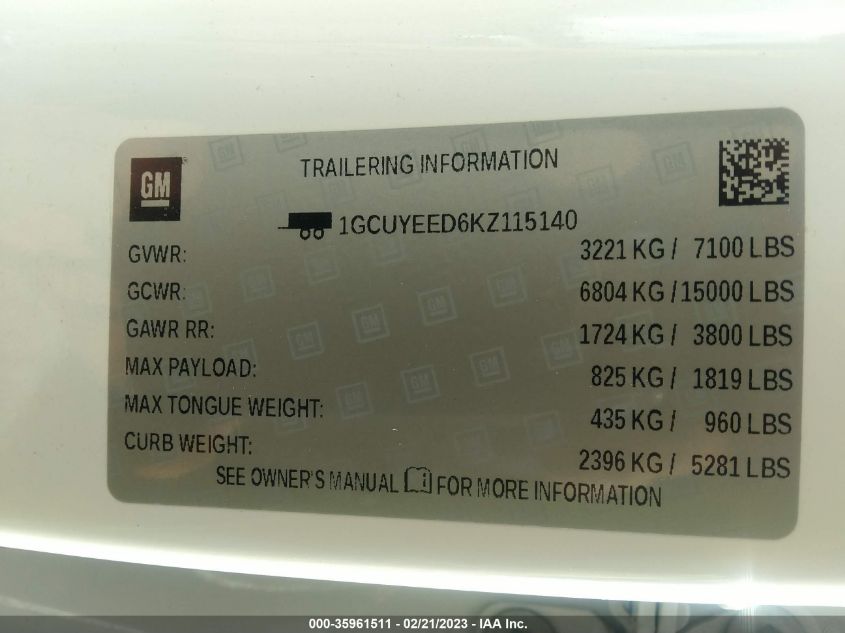 GM
TRAILERING INFORMATION
1GCUYEED6KZ115140
GVWR: 3221 KG / 7100 LBS
GCWR: 6804 KG / 15000 LBS
GAWR RR: 1724 KG / 3800 LBS
MAX PAYLOAD: 825 KG / 1819 LBS
MAX TONGUE WEIGHT: 435 KG / 960 LBS
CURB WEIGHT: 2396 KG / 5281 LBS
SEE OWNER'S MANUAL FOR MORE INFORMATION
000-35961511 - 02/21/2023 - IAA Inc.